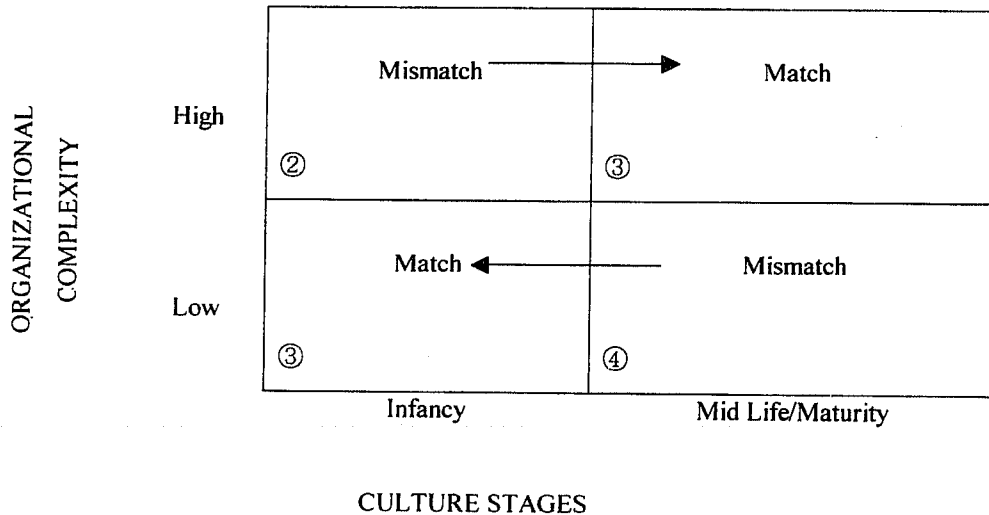 ORGANIZATIONAL
COMPLEXITY
High
Mismatch
Match
②
③
Low
Match
Mismatch
③
④
Infancy
Mid Life/Maturity
CULTURE STAGES